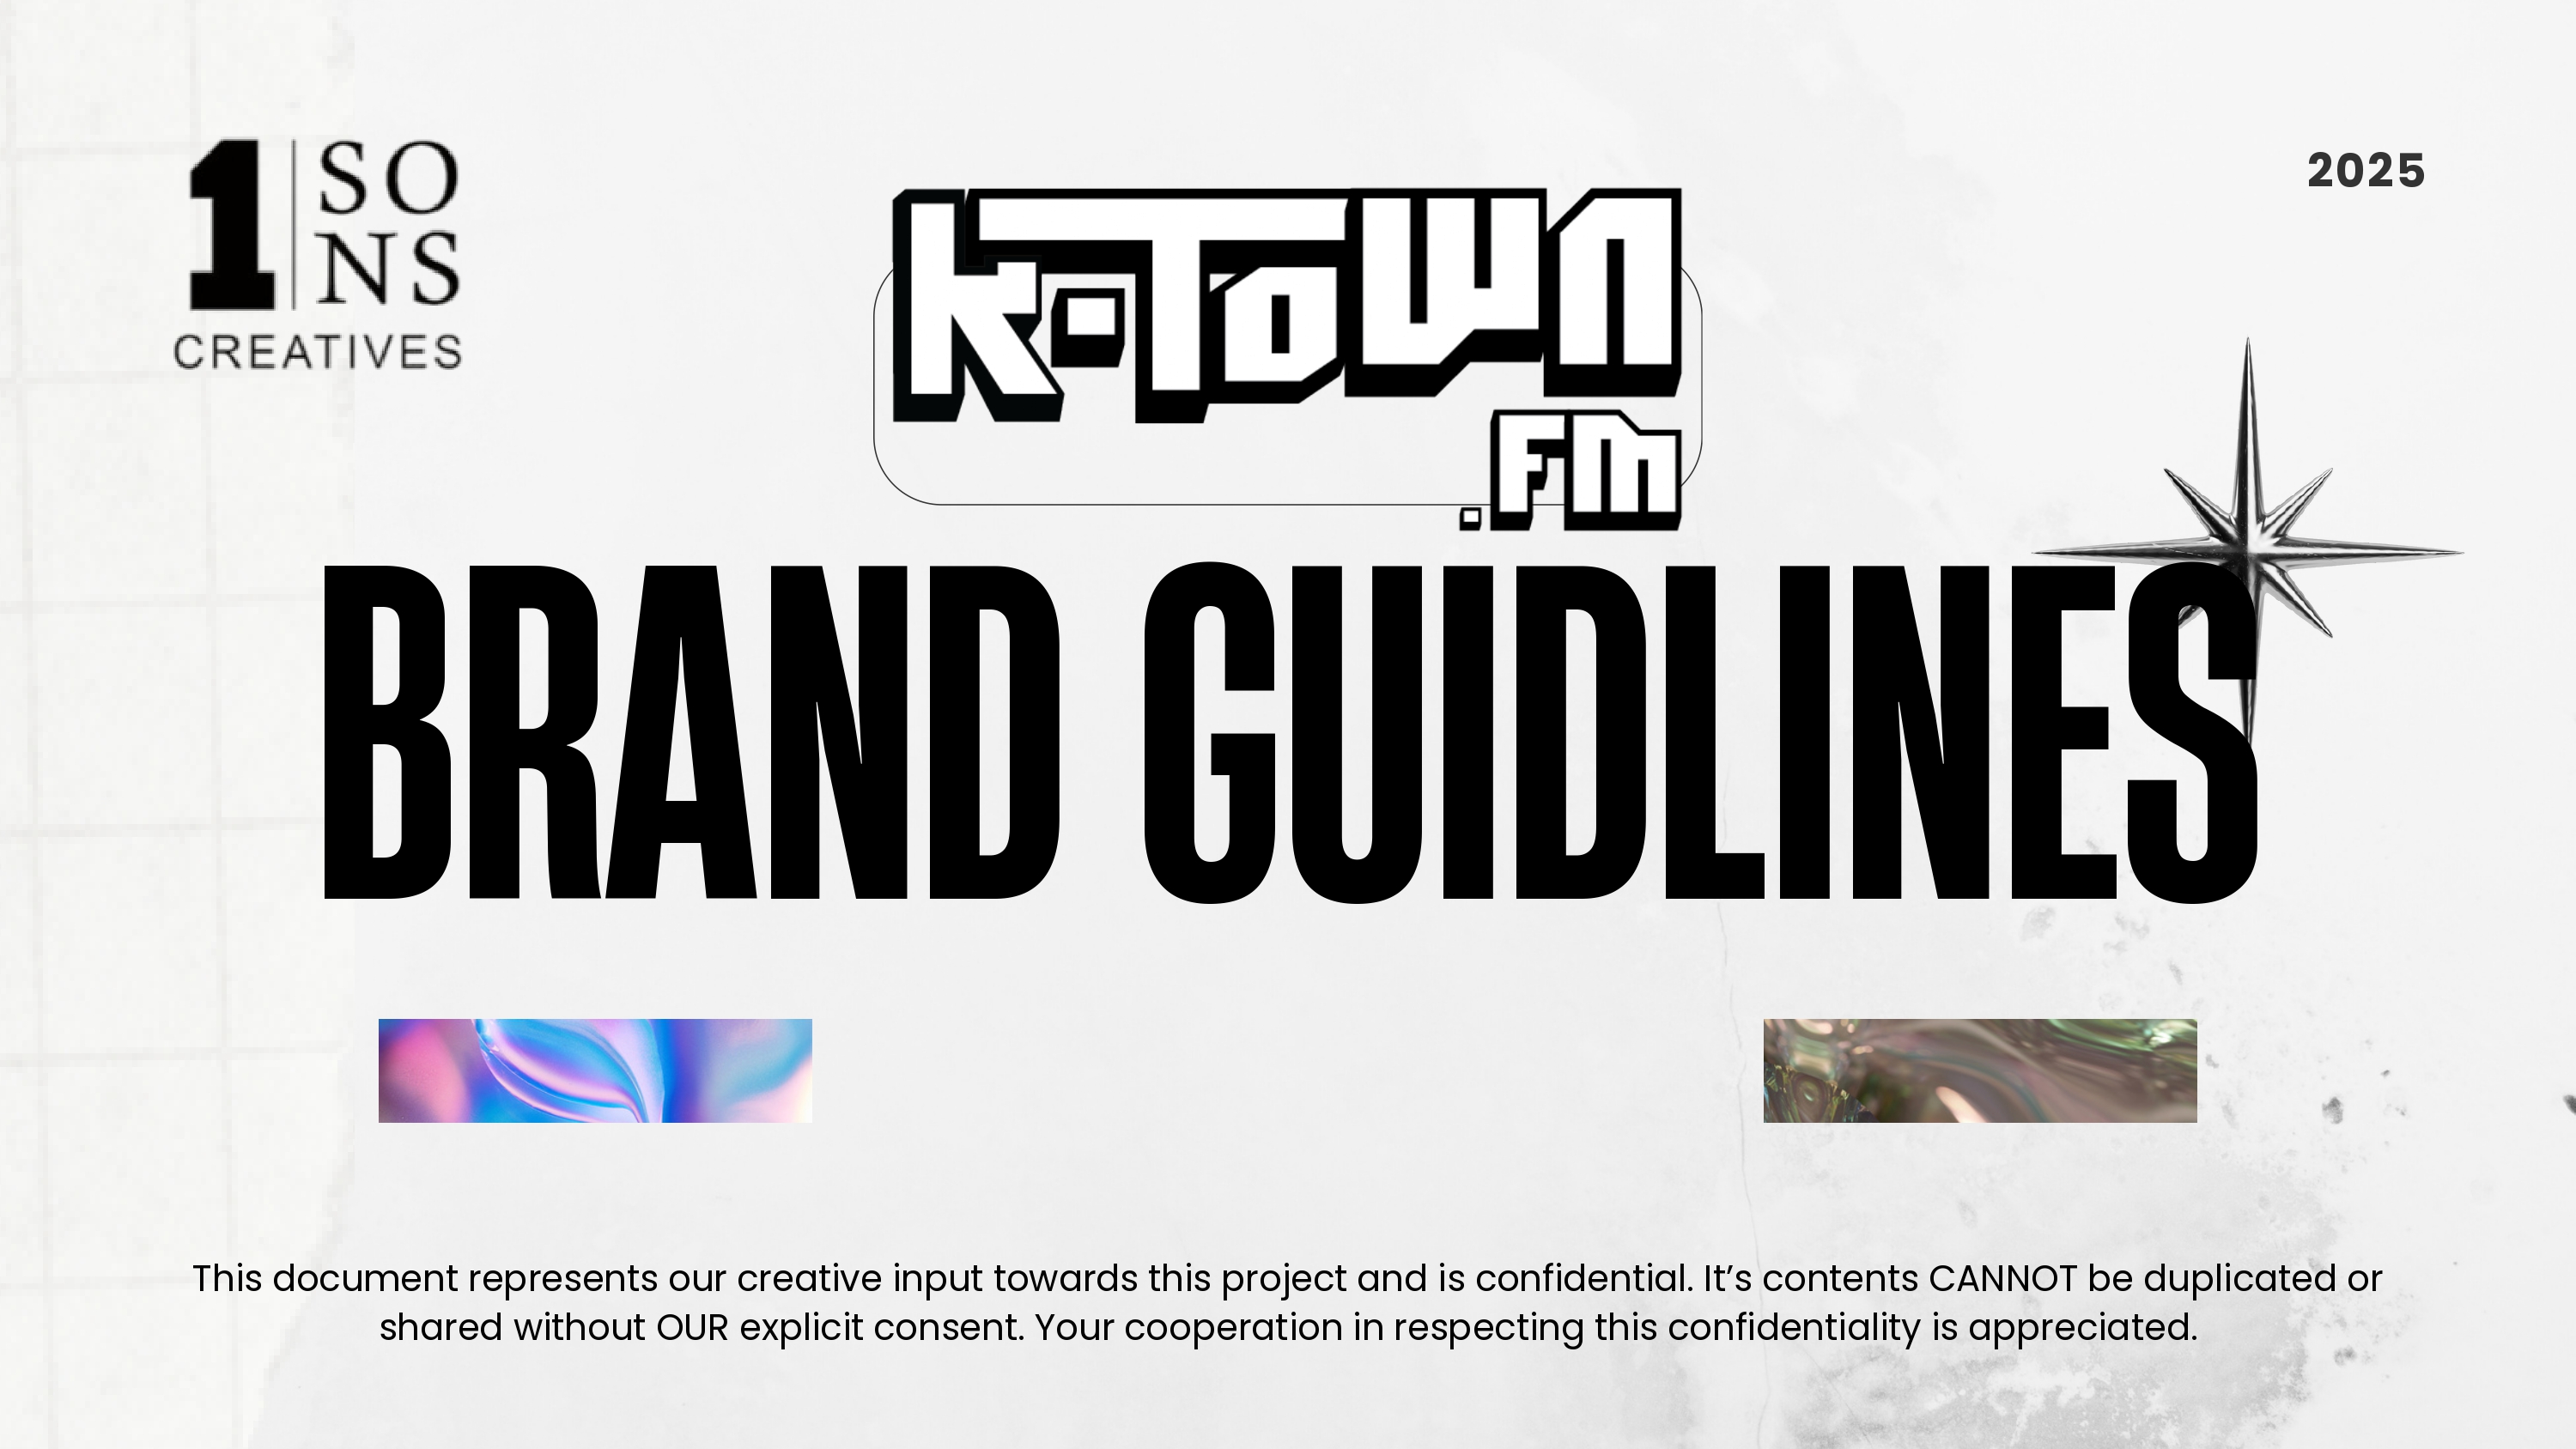 1 SO
NS
CREATIVES
2025
K-Town
.FM
BRAND GUIDLINES
This document represents our creative input towards this project and is confidential. It’s contents CANNOT be duplicated or
shared without OUR explicit consent. Your cooperation in respecting this confidentiality is appreciated.